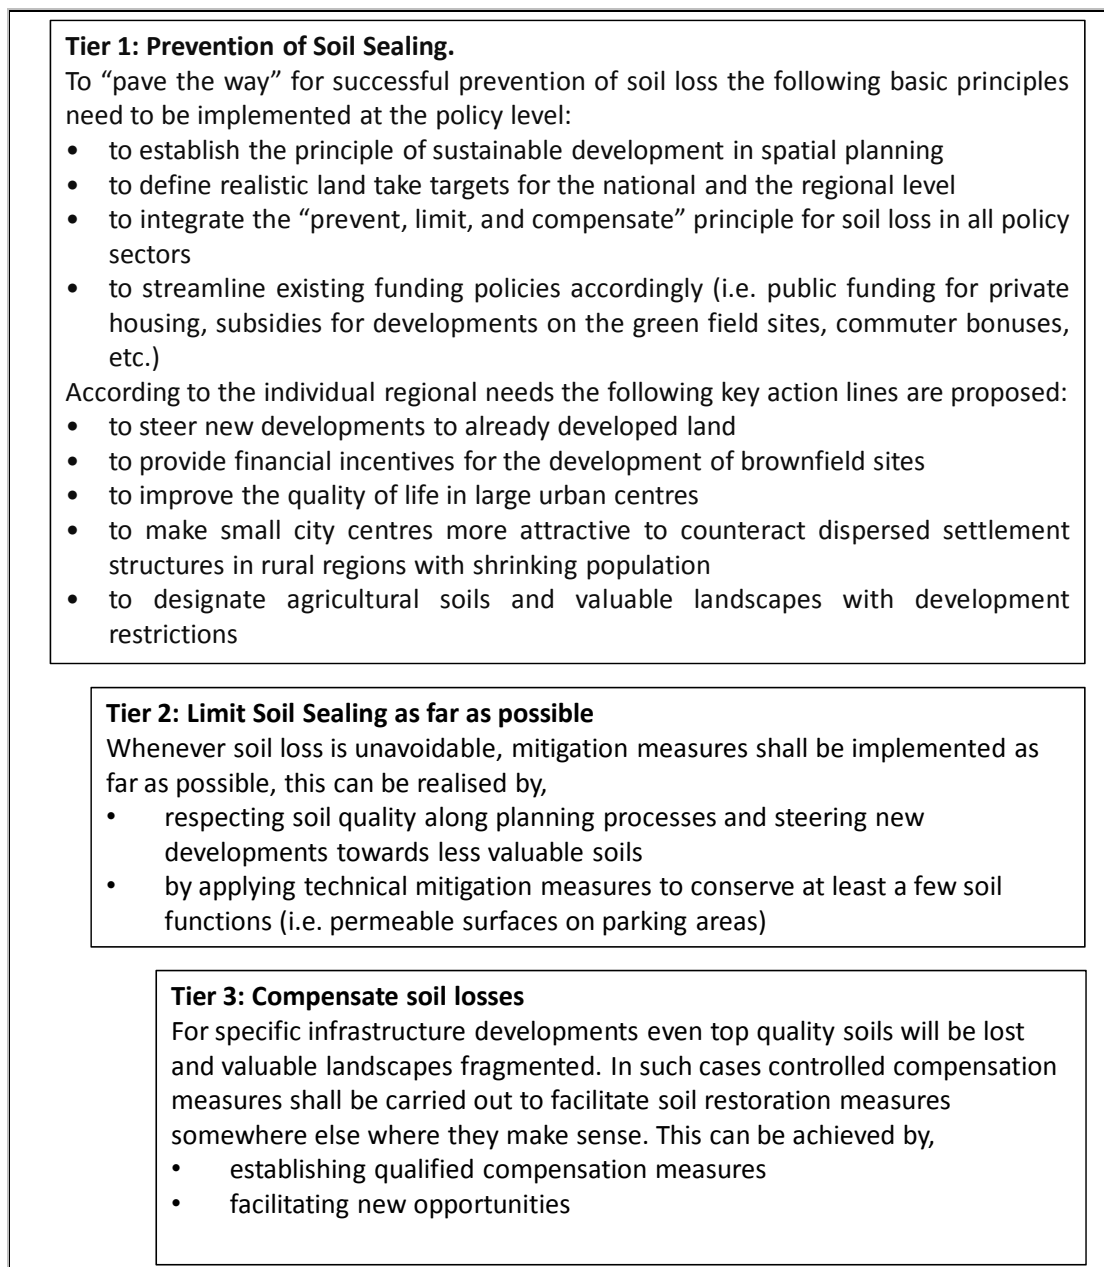 Tier 1: Prevention of Soil Sealing.
To “pave the way” for successful prevention of soil loss the following basic principles
need to be implemented at the policy level:
• to establish the principle of sustainable development in spatial planning
• to define realistic land take targets for the national and the regional level
• to integrate the “prevent, limit, and compensate” principle for soil loss in all policy
sectors
• to streamline existing funding policies accordingly (i.e. public funding for private
housing, subsidies for developments on the green field sites, commuter bonuses,
etc.)
According to the individual regional needs the following key action lines are proposed:
• to steer new developments to already developed land
• to provide financial incentives for the development of brownfield sites
• to improve the quality of life in large urban centres
• to make small city centres more attractive to counteract dispersed settlement
structures in rural regions with shrinking population
• to designate agricultural soils and valuable landscapes with development
restrictions
Tier 2: Limit Soil Sealing as far as possible
Whenever soil loss is unavoidable, mitigation measures shall be implemented as
far as possible, this can be realised by,
• respecting soil quality along planning processes and steering new
developments towards less valuable soils
• by applying technical mitigation measures to conserve at least a few soil
functions (i.e. permeable surfaces on parking areas)
Tier 3: Compensate soil losses
For specific infrastructure developments even top quality soils will be lost
and valuable landscapes fragmented. In such cases controlled compensation
measures shall be carried out to facilitate soil restoration measures
somewhere else where they make sense. This can be achieved by,
• establishing qualified compensation measures
• facilitating new opportunities